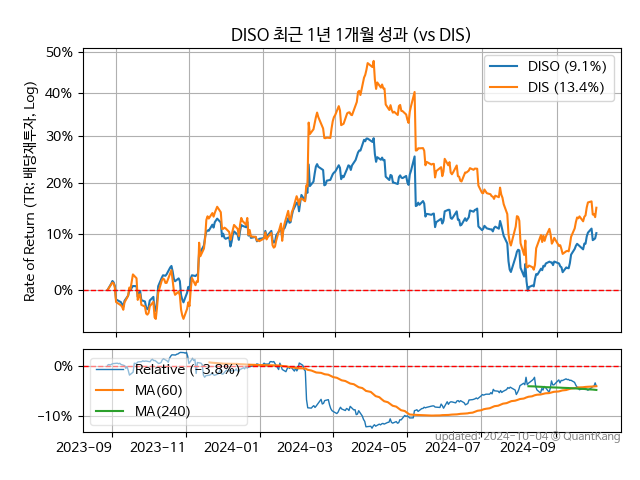 DISO 최근 1년 1개월 성과 (vs DIS)
Rate of Return (TR: 배당재투자, Log)
50%
40%
30%
20%
10%
0%
DISO (9.1%)
DIS (13.4%)
0%
−10%
Relative (−3.8%)
MA(60)
MA(240)
2023−09
2023−11
2024−01
2024−03
2024−05
2024−07
2024−09
updated: 2024−10−04 © QuantKang